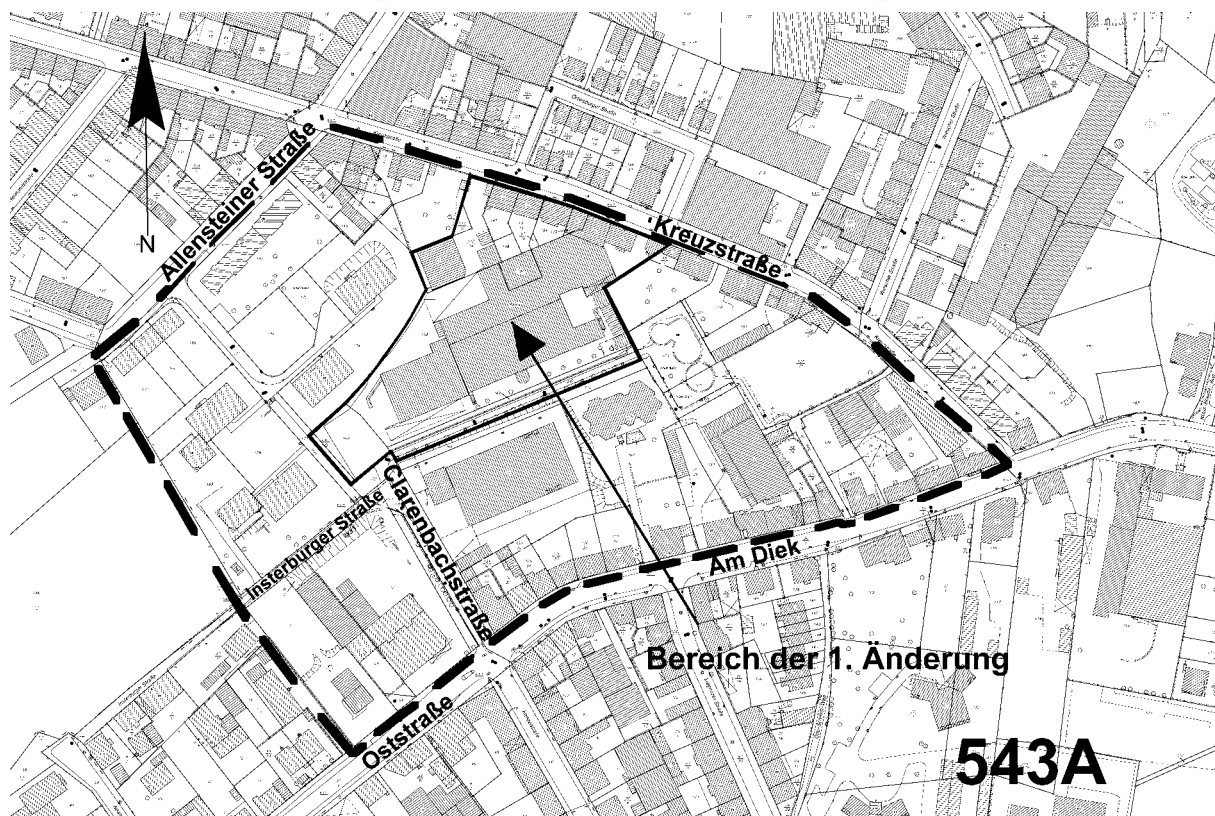 Allensteiner Straße
Kreuzstraße
N
Clarenbachstraße
Insterburger Straße
Am Diek
Bereich der 1. Änderung
Oststraße
543A